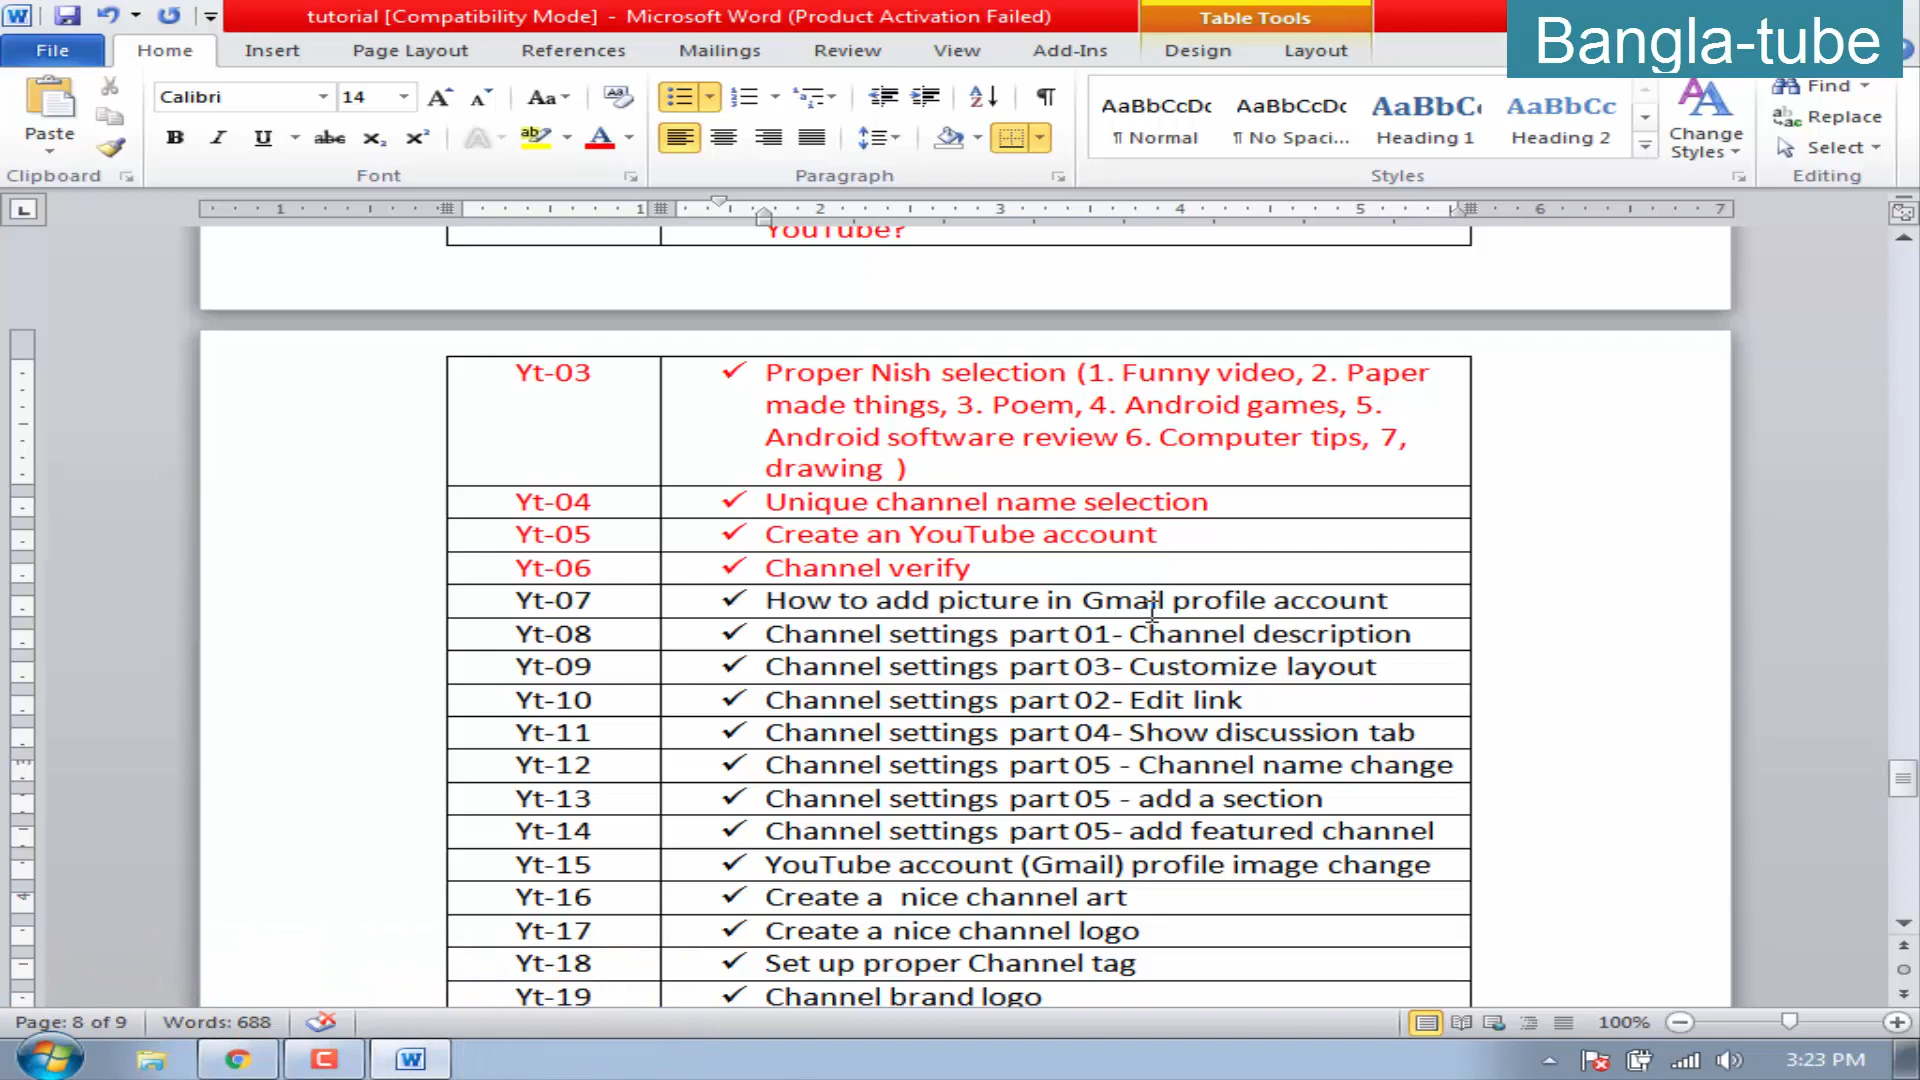 tutorial [Compatibility Mode] - Microsoft Word (Product Activation Failed)
Table Tools
Bangla-tube
File Home Insert Page Layout References Mailings Review View Add-Ins Design Layout
Paste
Calibri 14
AaBbCcDc AaBbCcDc AaBbC AaBbCc
¶ Normal ¶ No Spaci... Heading 1 Heading 2
Change
Styles
Find
Replace
Select
Clipboard Font Paragraph Styles Editing
1 1 2 3 4 5 6 7
YouTube?
Yt-03 ✓ Proper Nish selection (1. Funny video, 2. Paper
made things, 3. Poem, 4. Android games, 5.
Android software review 6. Computer tips, 7,
drawing )
Yt-04 ✓ Unique channel name selection
Yt-05 ✓ Create an YouTube account
Yt-06 ✓ Channel verify
Yt-07 ✓ How to add picture in Gmail profile account
Yt-08 ✓ Channel settings part 01- Channel description
Yt-09 ✓ Channel settings part 03- Customize layout
Yt-10 ✓ Channel settings part 02- Edit link
Yt-11 ✓ Channel settings part 04- Show discussion tab
Yt-12 ✓ Channel settings part 05 - Channel name change
Yt-13 ✓ Channel settings part 05 - add a section
Yt-14 ✓ Channel settings part 05- add featured channel
Yt-15 ✓ YouTube account (Gmail) profile image change
Yt-16 ✓ Create a nice channel art
Yt-17 ✓ Create a nice channel logo
Yt-18 ✓ Set up proper Channel tag
Yt-19 ✓ Channel brand logo
Page: 8 of 9 Words: 688 100%
3:23 PM